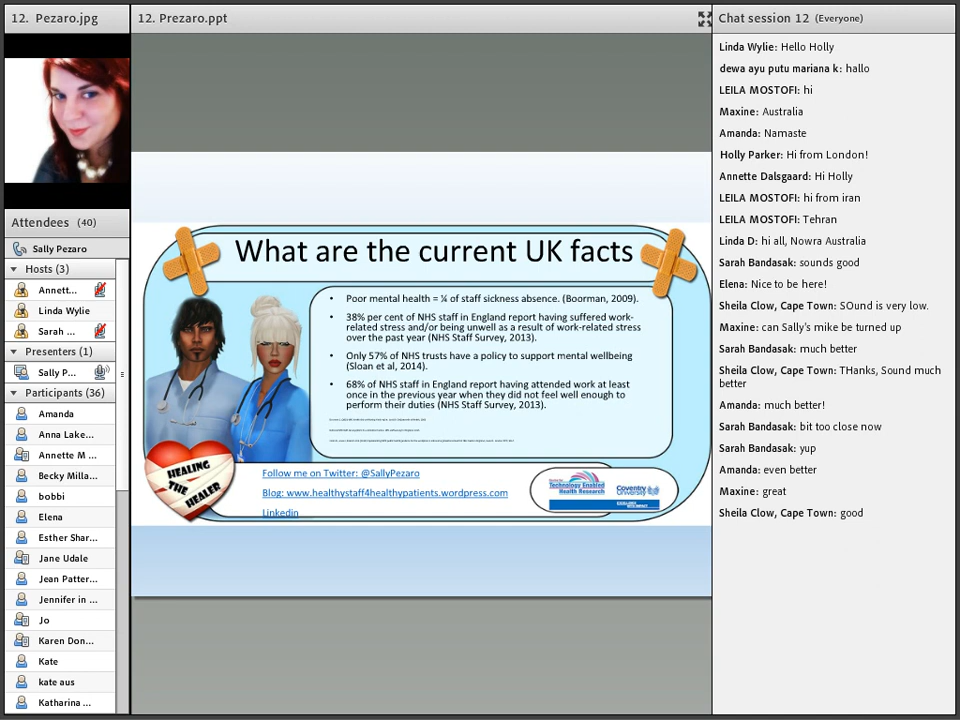 12. Pezaro.jpg
12. Prezaro.ppt
Chat session 12 (Everyone)
Attendees (40)
Sally Pezaro
Hosts (3)
Annett...
Linda Wylie
Sarah ...
Presenters (1)
Sally P...
Participants (36)
Amanda
Anna Lake...
Annette M ...
Becky Milla...
bobbi
Elena
Esther Shar...
Jane Udale
Jean Patter...
Jennifer in ...
Jo
Karen Don...
Kate
kate aus
Katharina ...
What are the current UK facts
• Poor mental health = ¼ of staff sickness absence. (Boorman, 2009).
• 38% per cent of NHS staff in England report having suffered work-
related stress and/or being unwell as a result of work-related stress
over the past year (NHS Staff Survey, 2013).
• Only 57% of NHS trusts have a policy to support mental wellbeing
(Sloan et al, 2014).
• 68% of NHS staff in England report having attended work at least
once in the previous year when they did not feel well enough to
perform their duties (NHS Staff Survey, 2013).
HEALING
THE
HEALER
Follow me on Twitter: @SallyPezaro
Blog: www.healthystaff4healthypatients.wordpress.com
Linkedin
Technology Enabled
Health Research
Coventry
University
Linda Wylie: Hello Holly
dewa ayu putu mariana k: hallo
LEILA MOSTOFI: hi
Maxine: Australia
Amanda: Namaste
Holly Parker: Hi from London!
Annette Dalsgaard: Hi Holly
LEILA MOSTOFI: hi from iran
LEILA MOSTOFI: Tehran
Linda D: hi all, Nowra Australia
Sarah Bandasak: sounds good
Elena: Nice to be here!
Sheila Clow, Cape Town: SOund is very low.
Maxine: can Sally's mike be turned up
Sarah Bandasak: much better
Sheila Clow, Cape Town: THanks, Sound much
better
Amanda: much better!
Sarah Bandasak: bit too close now
Sarah Bandasak: yup
Amanda: even better
Maxine: great
Sheila Clow, Cape Town: good